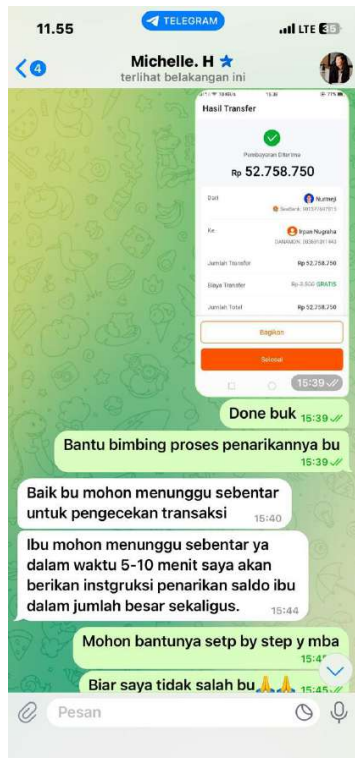 11.55
TELEGRAM
LTE
4
Michelle. H
terlihat belakangan ini
Hasil Transfer
Pembayaran Diterima
Rp 52.758.750
Dari
Nurmeji
Ke
Irpan Nugraha
Jumlah Transfer
Rp 52.758.750
Biaya Transfer
GRATIS
Jumlah Total
Rp 52.758.750
Bagikan
Selesai
15:39
Done buk 15:39
Bantu bimbing proses penarikannya bu
15:39
Baik bu mohon menunggu sebentar
untuk pengecekan transaksi 15:40
Ibu mohon menunggu sebentar ya
dalam waktu 5-10 menit saya akan
berikan instgruksi penarikan saldo ibu
dalam jumlah besar sekaligus. 15:44
Mohon bantunya setp by step y mba
Biar saya tidak salah bu🙏🙏 15:45
Pesan